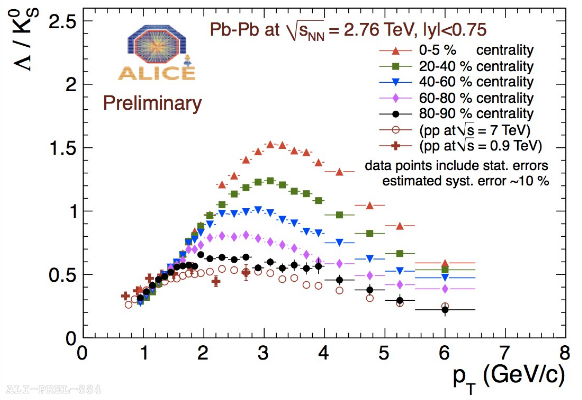 Λ / K⁰S
2.5
2
1.5
1
0.5
0
Pb-Pb at √sNN = 2.76 TeV, |y|<0.75
ALICE
Preliminary
0-5 % centrality
20-40 % centrality
40-60 % centrality
60-80 % centrality
80-90 % centrality
(pp at √s = 7 TeV)
(pp at √s = 0.9 TeV)
data points include stat. errors
estimated syst. error ~10 %
0 1 2 3 4 5 6 7 8
pT (GeV/c)
ALI-PREL-884